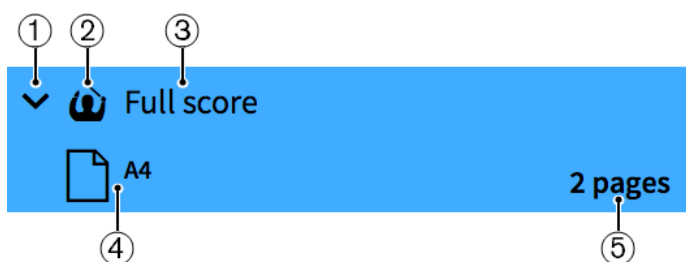 ① ② ③
Full score
A4
2 pages
④ ⑤